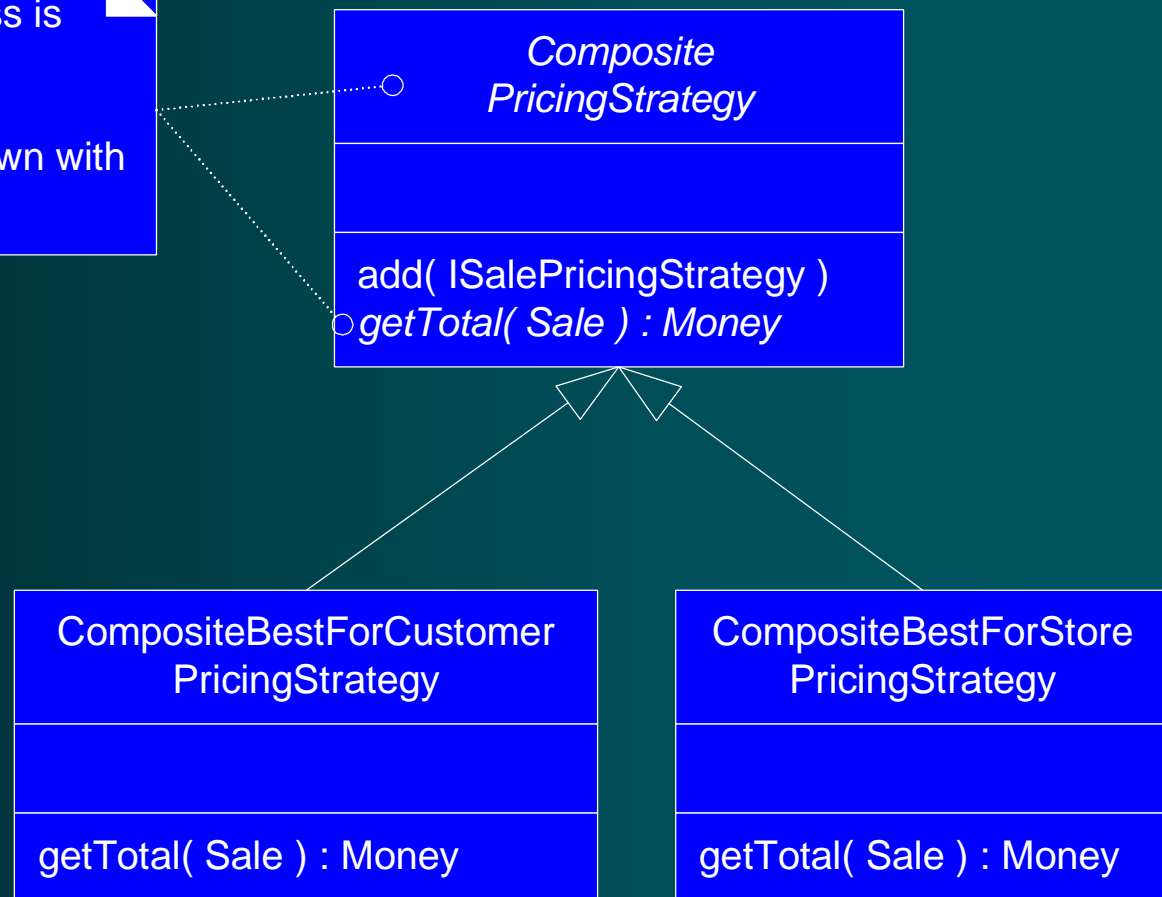 ss is
wn with
Composite
PricingStrategy
add( ISalePricingStrategy )
getTotal( Sale ) : Money
CompositeBestForCustomer
PricingStrategy
getTotal( Sale ) : Money
CompositeBestForStore
PricingStrategy
getTotal( Sale ) : Money